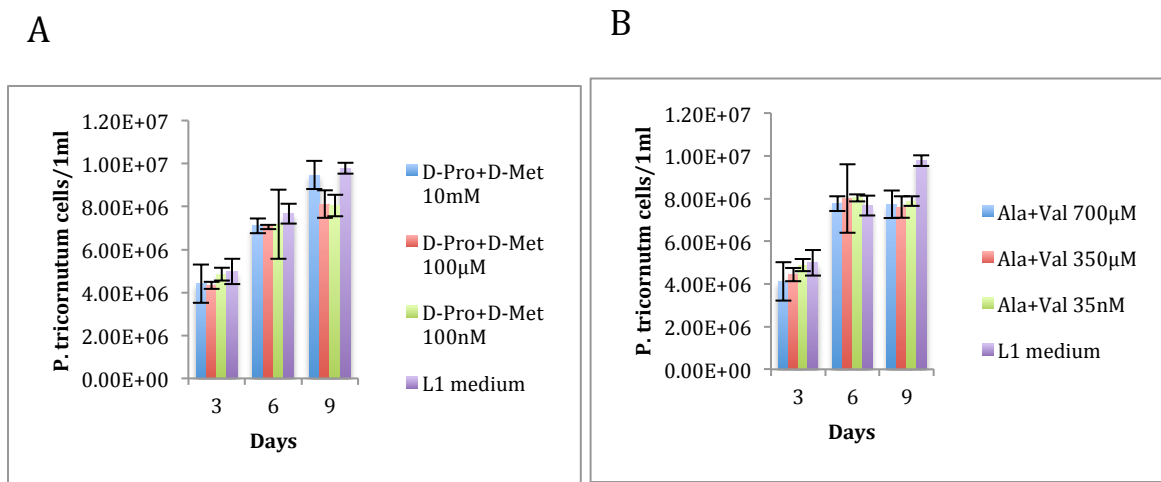 A
P. tricornutum cells/1ml
1.20E+07
1.00E+07
8.00E+06
6.00E+06
4.00E+06
2.00E+06
0.00E+00
3 6 9
Days
D-Pro+D-Met
10mM
D-Pro+D-Met
100µM
D-Pro+D-Met
100nM
L1 medium
B
P. tricornutm cells/1ml
1.20E+07
1.00E+07
8.00E+06
6.00E+06
4.00E+06
2.00E+06
0.00E+00
3 6 9
Days
Ala+Val 700µM
Ala+Val 350µM
Ala+Val 35nM
L1 medium